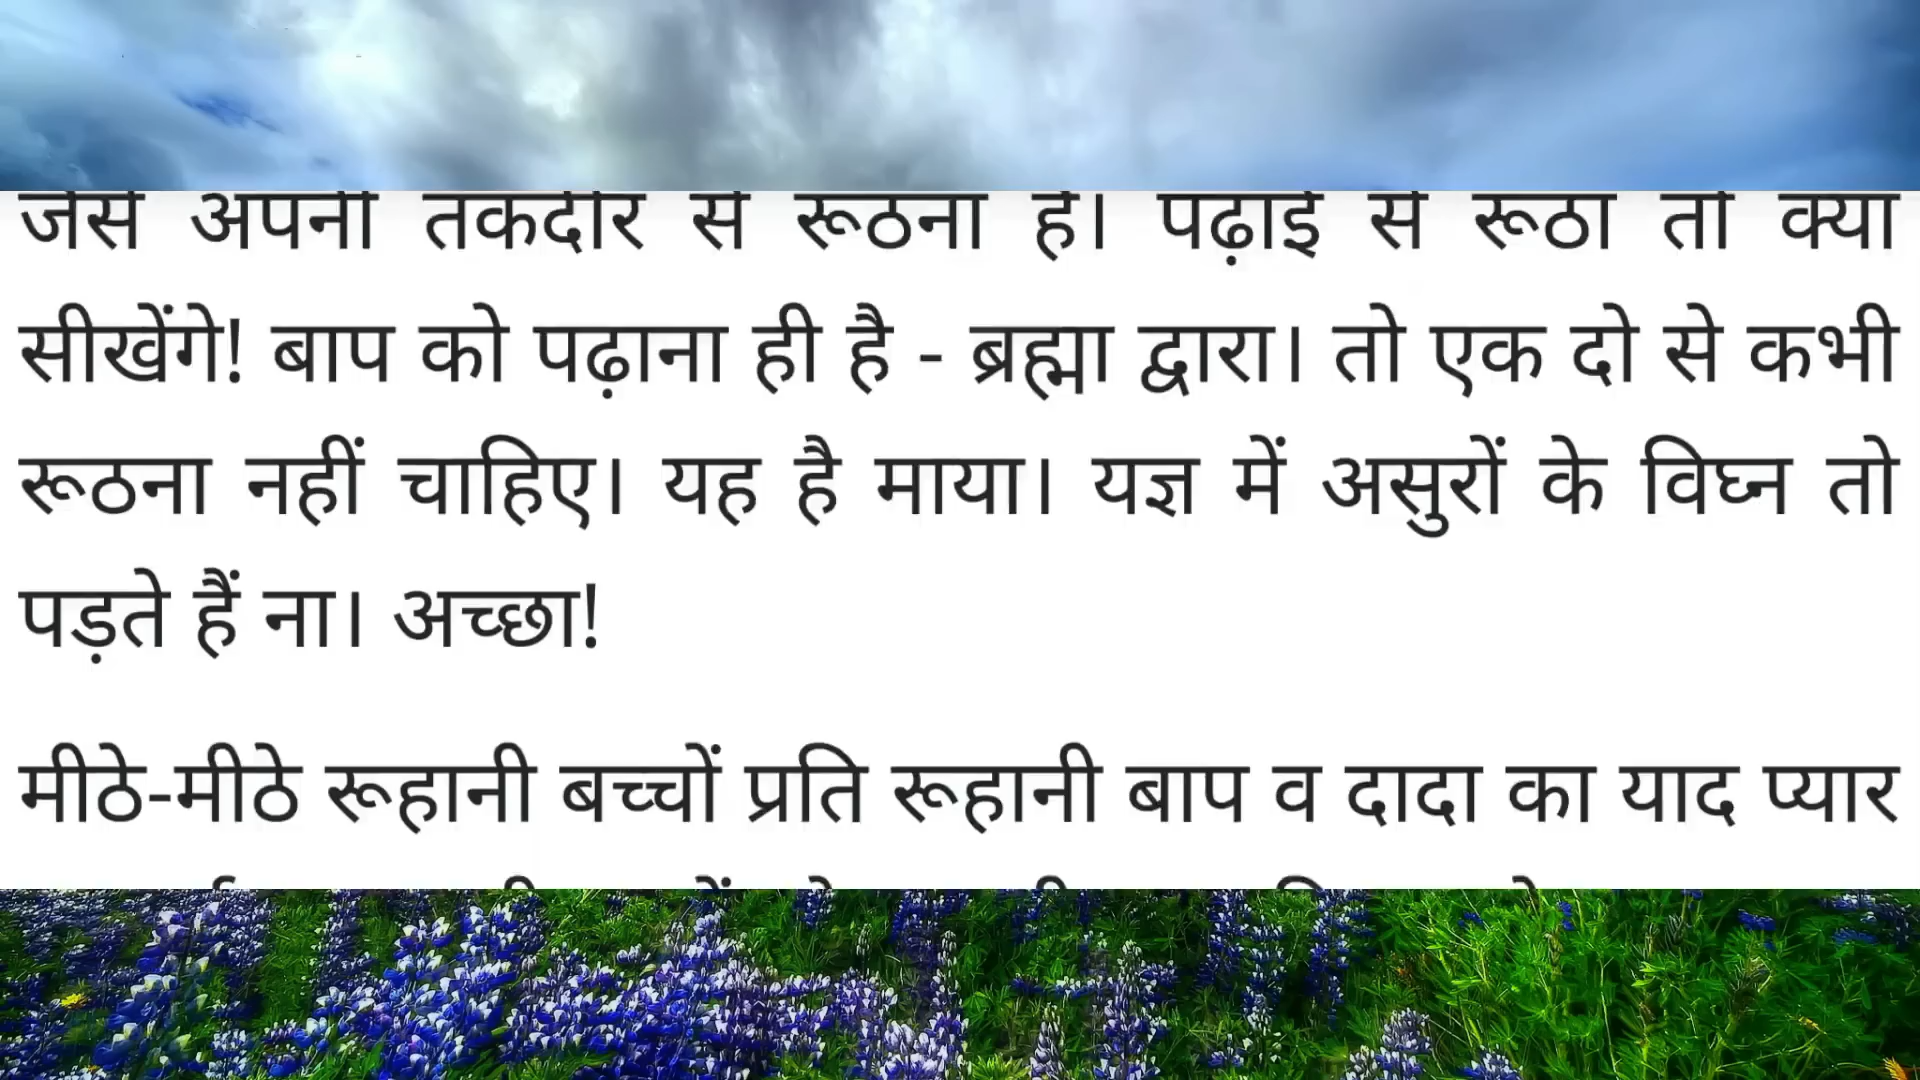 जैसे अपनी तकदीर से रूठना है। पढ़ाई से रूठा तो क्या
सीखेंगे! बाप को पढ़ाना ही है - ब्रह्मा द्वारा। तो एक दो से कभी
रूठना नहीं चाहिए। यह है माया। यज्ञ में असुरों के विघ्न तो
पड़ते हैं ना। अच्छा!
मीठे-मीठे रूहानी बच्चों प्रति रूहानी बाप व दादा का याद प्यार